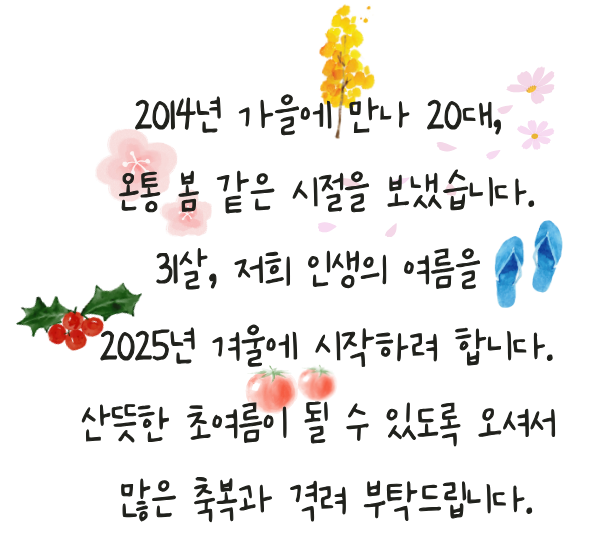 2014년 가을에 만나 20대,
온통 봄 같은 시절을 보냈습니다.
31살, 저희 인생의 여름을
2025년 겨울에 시작하려 합니다.
산뜻한 초여름이 될 수 있도록 오셔서
많은 축복과 격려 부탁드립니다.